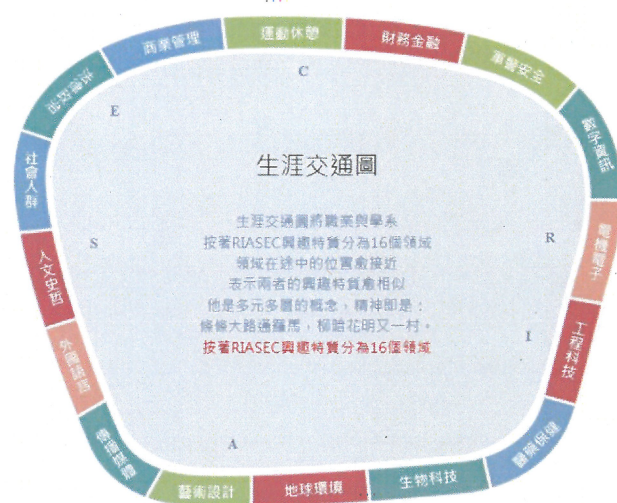 商業管理
運動休憩
財務金融
軍警安全
數字資訊
電機電子
工程科技
醫藥保健
生物科技
地球環境
藝術設計
傳播媒體
外國語言
人文史哲
社會人群
法律政治
C
E
S
R
I
A
生涯交通圖
生涯交通圖將職業與學系
按著RIASEC興趣特質分為16個領域
領域在途中的位置愈接近
表示兩者的興趣特質愈相似
他是多元多層的概念，精神即是：
條條大路通羅馬，柳暗花明又一村。
按著RIASEC興趣特質分為16個領域